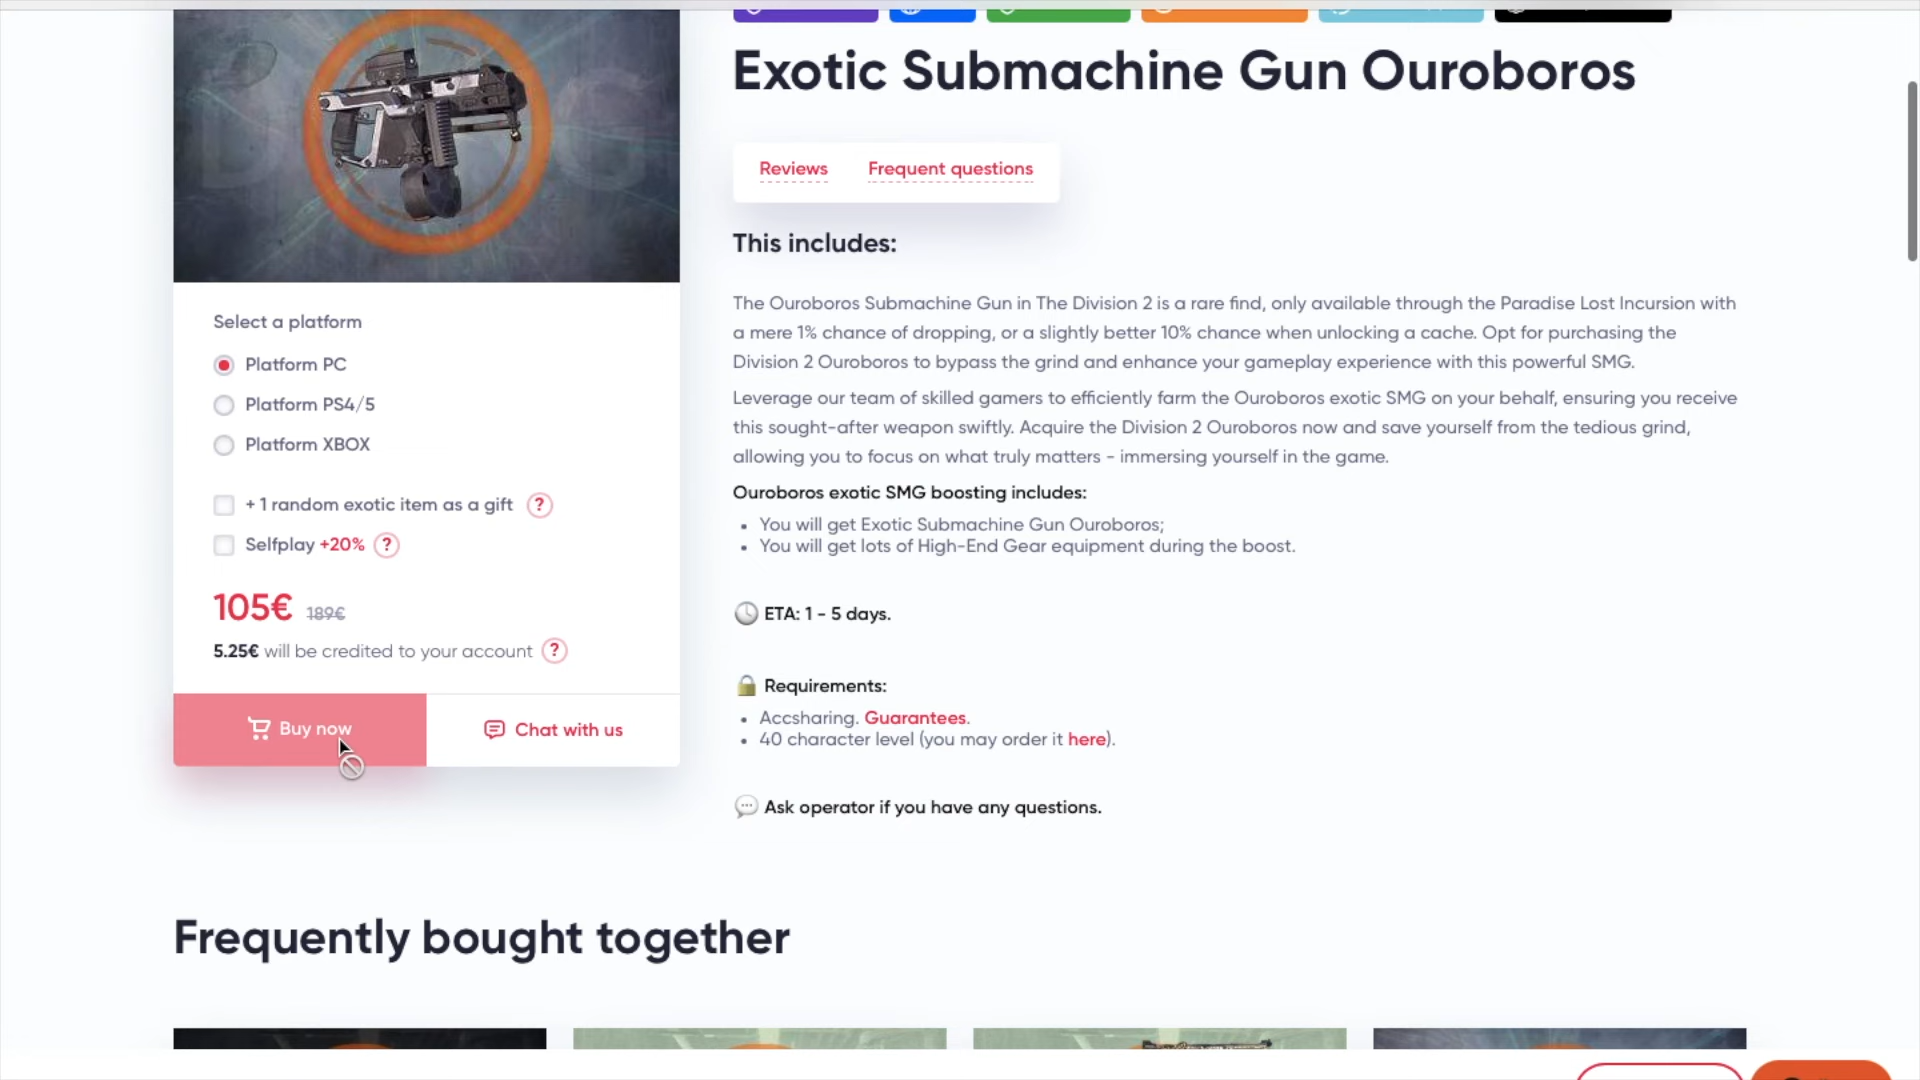 Exotic Submachine Gun Ouroboros
Reviews
Frequent questions
This includes:
The Ouroboros Submachine Gun in The Division 2 is a rare find, only available through the Paradise Lost Incursion with
a mere 1% chance of dropping, or a slightly better 10% chance when unlocking a cache. Opt for purchasing the
Division 2 Ouroboros to bypass the grind and enhance your gameplay experience with this powerful SMG.
Leverage our team of skilled gamers to efficiently farm the Ouroboros exotic SMG on your behalf, ensuring you receive
this sought-after weapon swiftly. Acquire the Division 2 Ouroboros now and save yourself from the tedious grind,
allowing you to focus on what truly matters - immersing yourself in the game.
Ouroboros exotic SMG boosting includes:
• You will get Exotic Submachine Gun Ouroboros;
• You will get lots of High-End Gear equipment during the boost.
ETA: 1 - 5 days.
Requirements:
• Accsharing. Guarantees.
• 40 character level (you may order it here).
Ask operator if you have any questions.
Select a platform
Platform PC
Platform PS4/5
Platform XBOX
+ 1 random exotic item as a gift ?
Selfplay +20% ?
105€ 189€
5.25€ will be credited to your account ?
Buy now
Chat with us
Frequently bought together